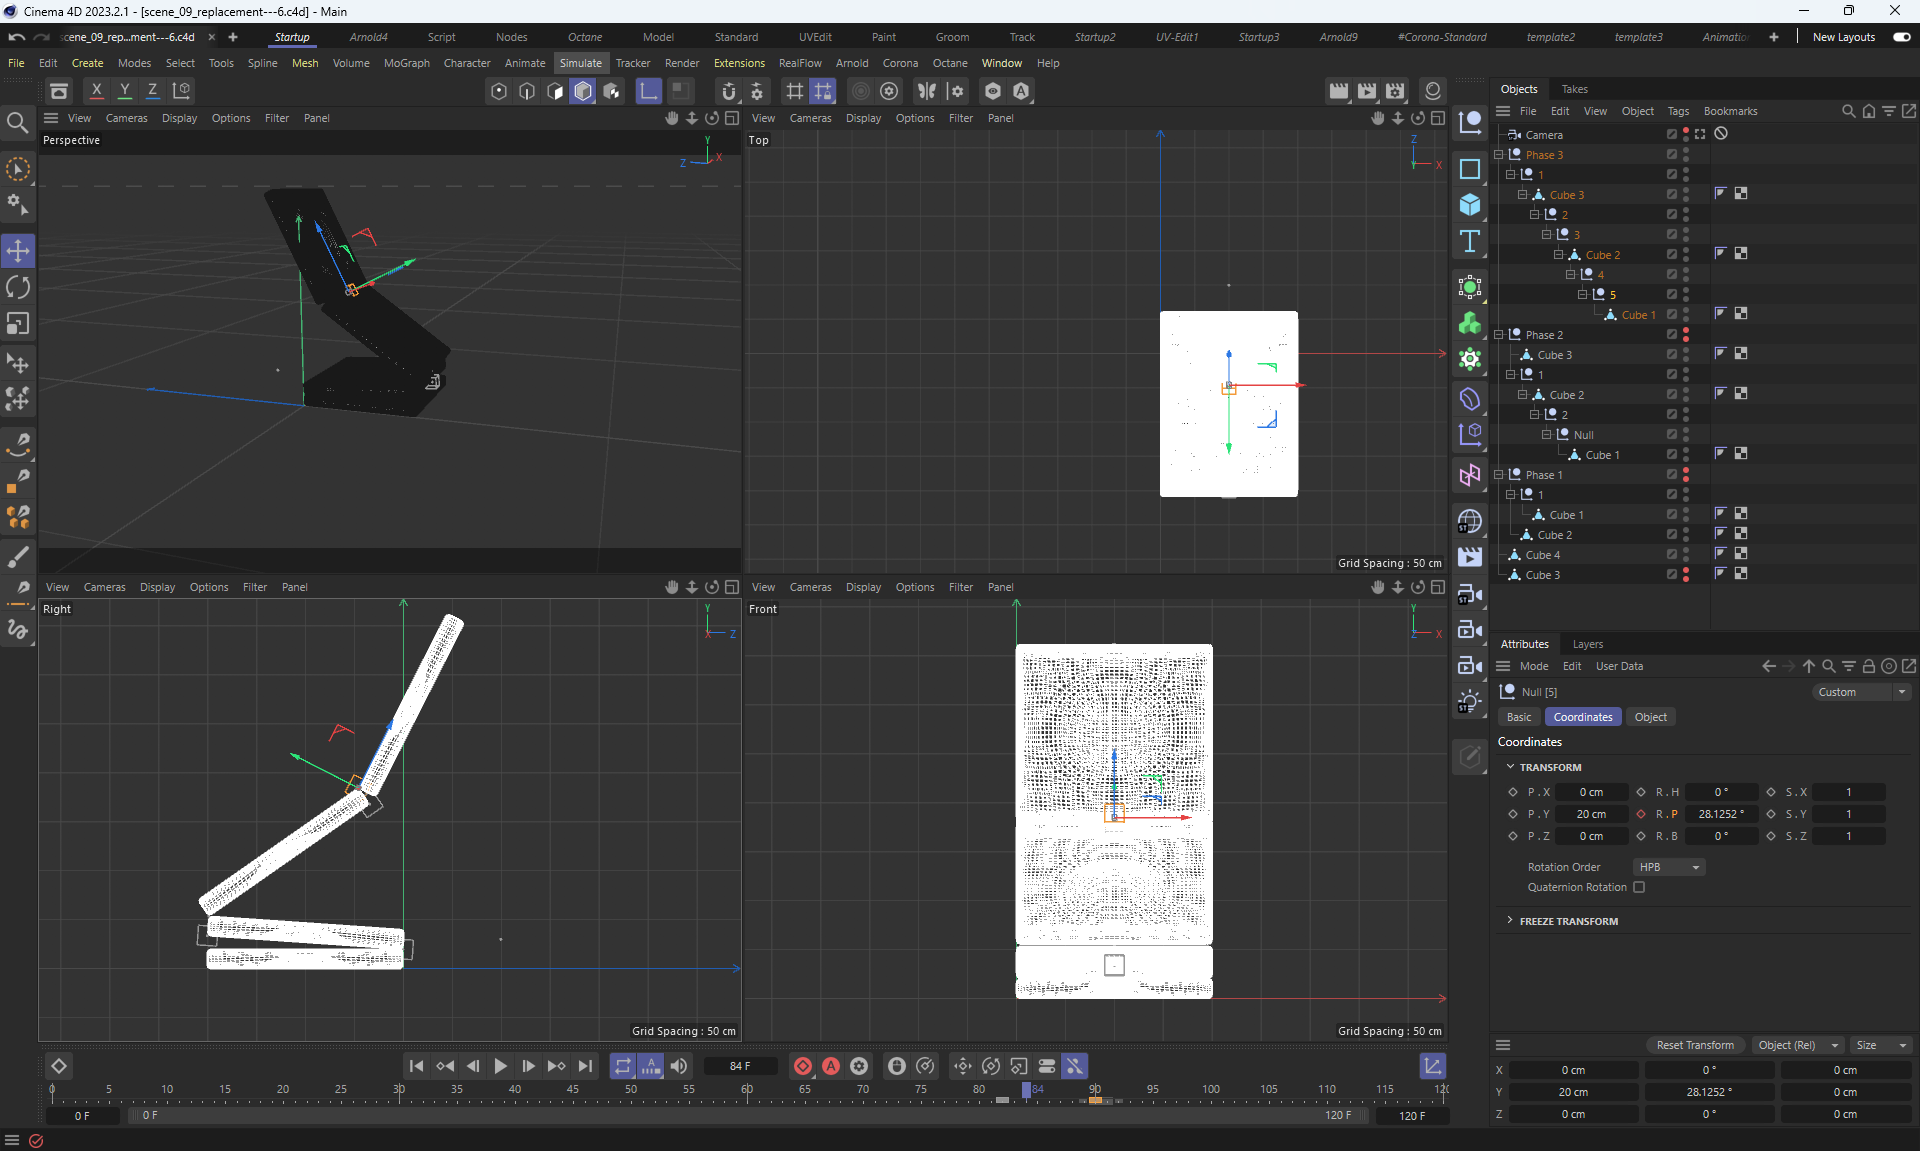 Cinema 4D 2023.2.1 - [scene_09_replacement---6.c4d] - Main
cene_09_rep...ment---6.c4d Startup Arnold4 Script Nodes Octane Model Standard UVEdit Paint Groom Track Startup2 UV-Edit1 Startup3 Arnold9 #Corona-Standard template2 template3 Animatio New Layouts
File Edit Create Modes Select Tools Spline Mesh Volume MoGraph Character Animate Simulate Tracker Render Extensions RealFlow Arnold Corona Octane Window Help
X Y Z
Objects Takes
View Cameras Display Options Filter Panel
View Cameras Display Options Filter Panel
File Edit View Object Tags Bookmarks
Perspective
Y
Z X
Top
Z
Y X
Camera
Phase 3
1
Cube 3
2
3
Cube 2
4
5
Cube 1
Phase 2
Cube 3
1
Cube 2
2
Null
Cube 1
Phase 1
1
Cube 1
Cube 2
Cube 4
Cube 3
Grid Spacing : 50 cm
View Cameras Display Options Filter Panel
View Cameras Display Options Filter Panel
Right
Y
X Z
Front
Y
Z X
Grid Spacing : 50 cm
Grid Spacing : 50 cm
Attributes Layers
Mode Edit User Data
Null [5] Custom
Basic Coordinates Object
Coordinates
TRANSFORM
P . X 0 cm R . H 0 ° S . X 1
P . Y 20 cm R . P 28.1252 ° S . Y 1
P . Z 0 cm R . B 0 ° S . Z 1
Rotation Order HPB
Quaternion Rotation
FREEZE TRANSFORM
84 F
0 5 10 15 20 25 30 35 40 45 50 55 60 65 70 75 80 84 90 95 100 105 110 115 12
0 F 0 F 120 F 120 F
Reset Transform Object (Rel) Size
X 0 cm 0 ° 0 cm
Y 20 cm 28.1252 ° 0 cm
Z 0 cm 0 ° 0 cm